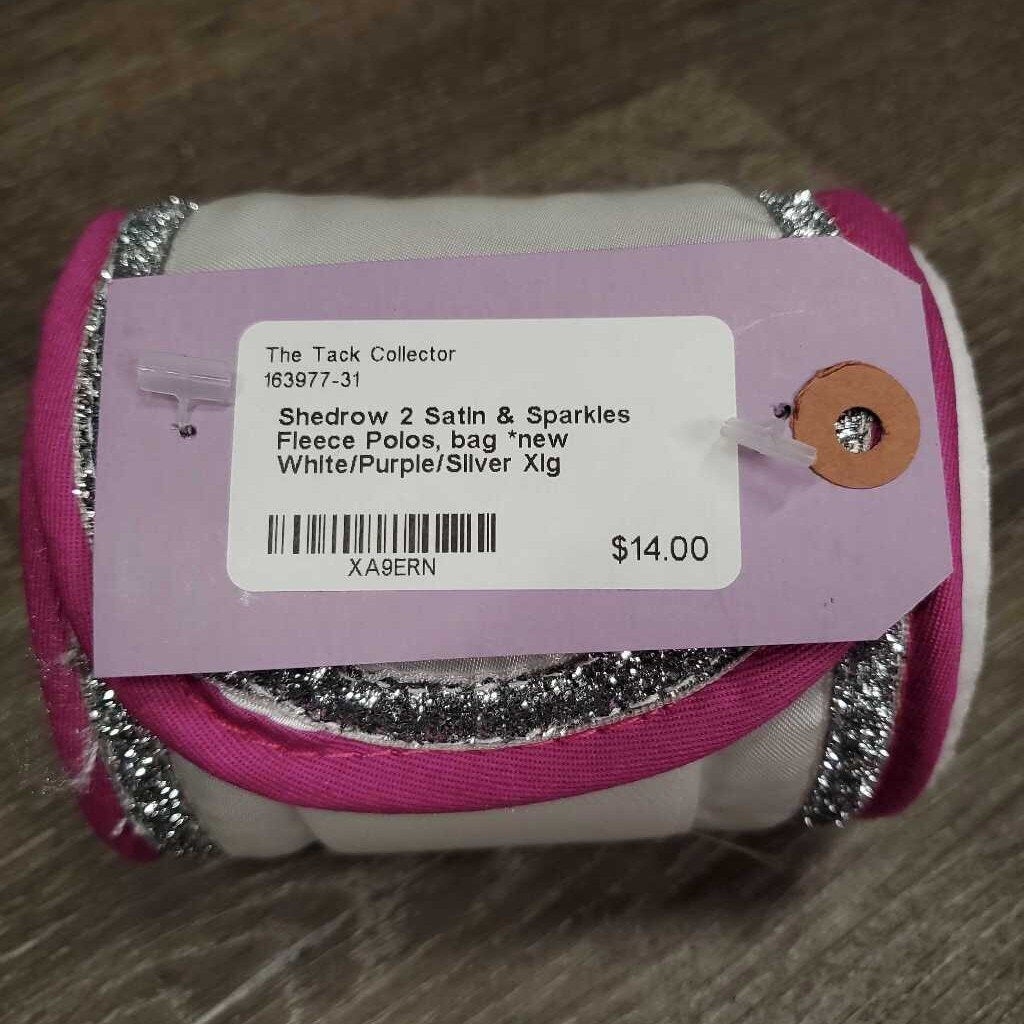 The Tack Collector
163977-31
Shedrow 2 Satin & Sparkles
Fleece Polos, bag *new
White/Purple/Silver Xlg
XA9ERN
$14.00